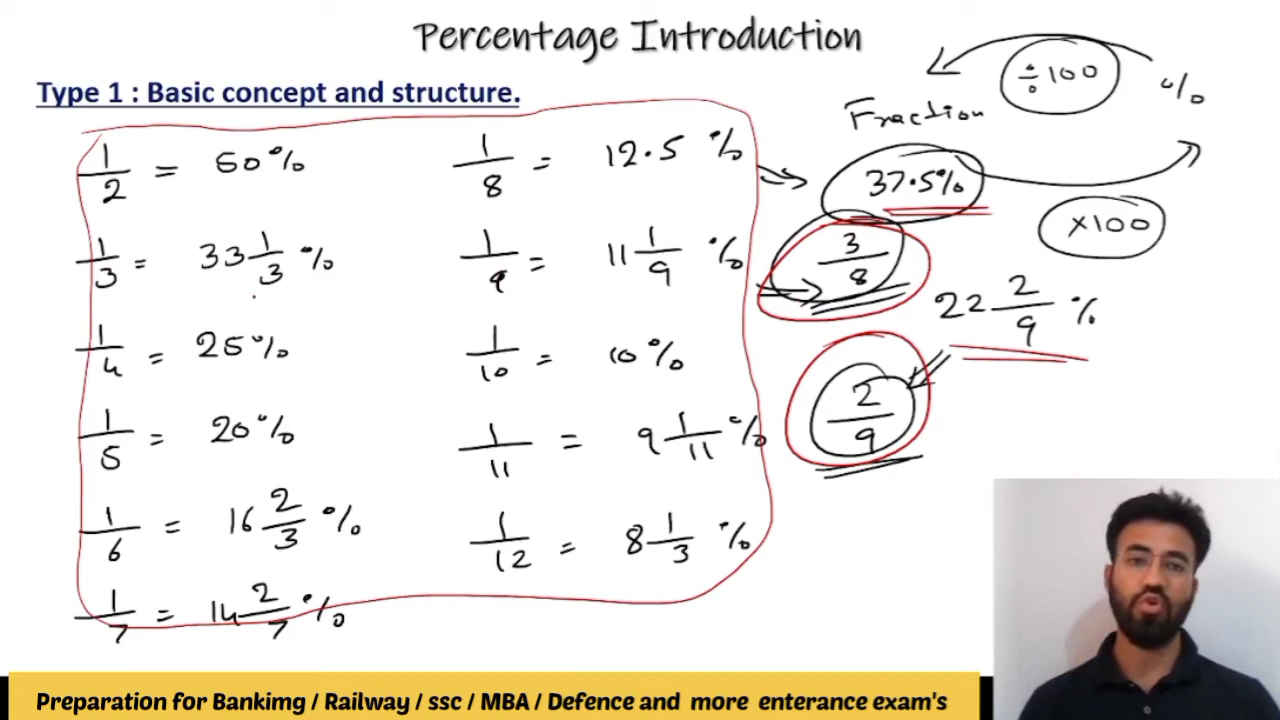 Percentage Introduction
Type 1 : Basic concept and structure.
1/2 = 50%
1/3 = 33 1/3 %
1/4 = 25%
1/5 = 20%
1/6 = 16 2/3 %
1/7 = 14 2/7 %
1/8 = 12.5 %
1/9 = 11 1/9 %
1/10 = 10%
1/11 = 9 1/11 %
1/12 = 8 1/3 %
÷100
%
Fraction
37.5%
×100
3/8
22 2/9 %
2/9
Preparation for Bankimg / Railway / ssc / MBA / Defence and more enterance exam's